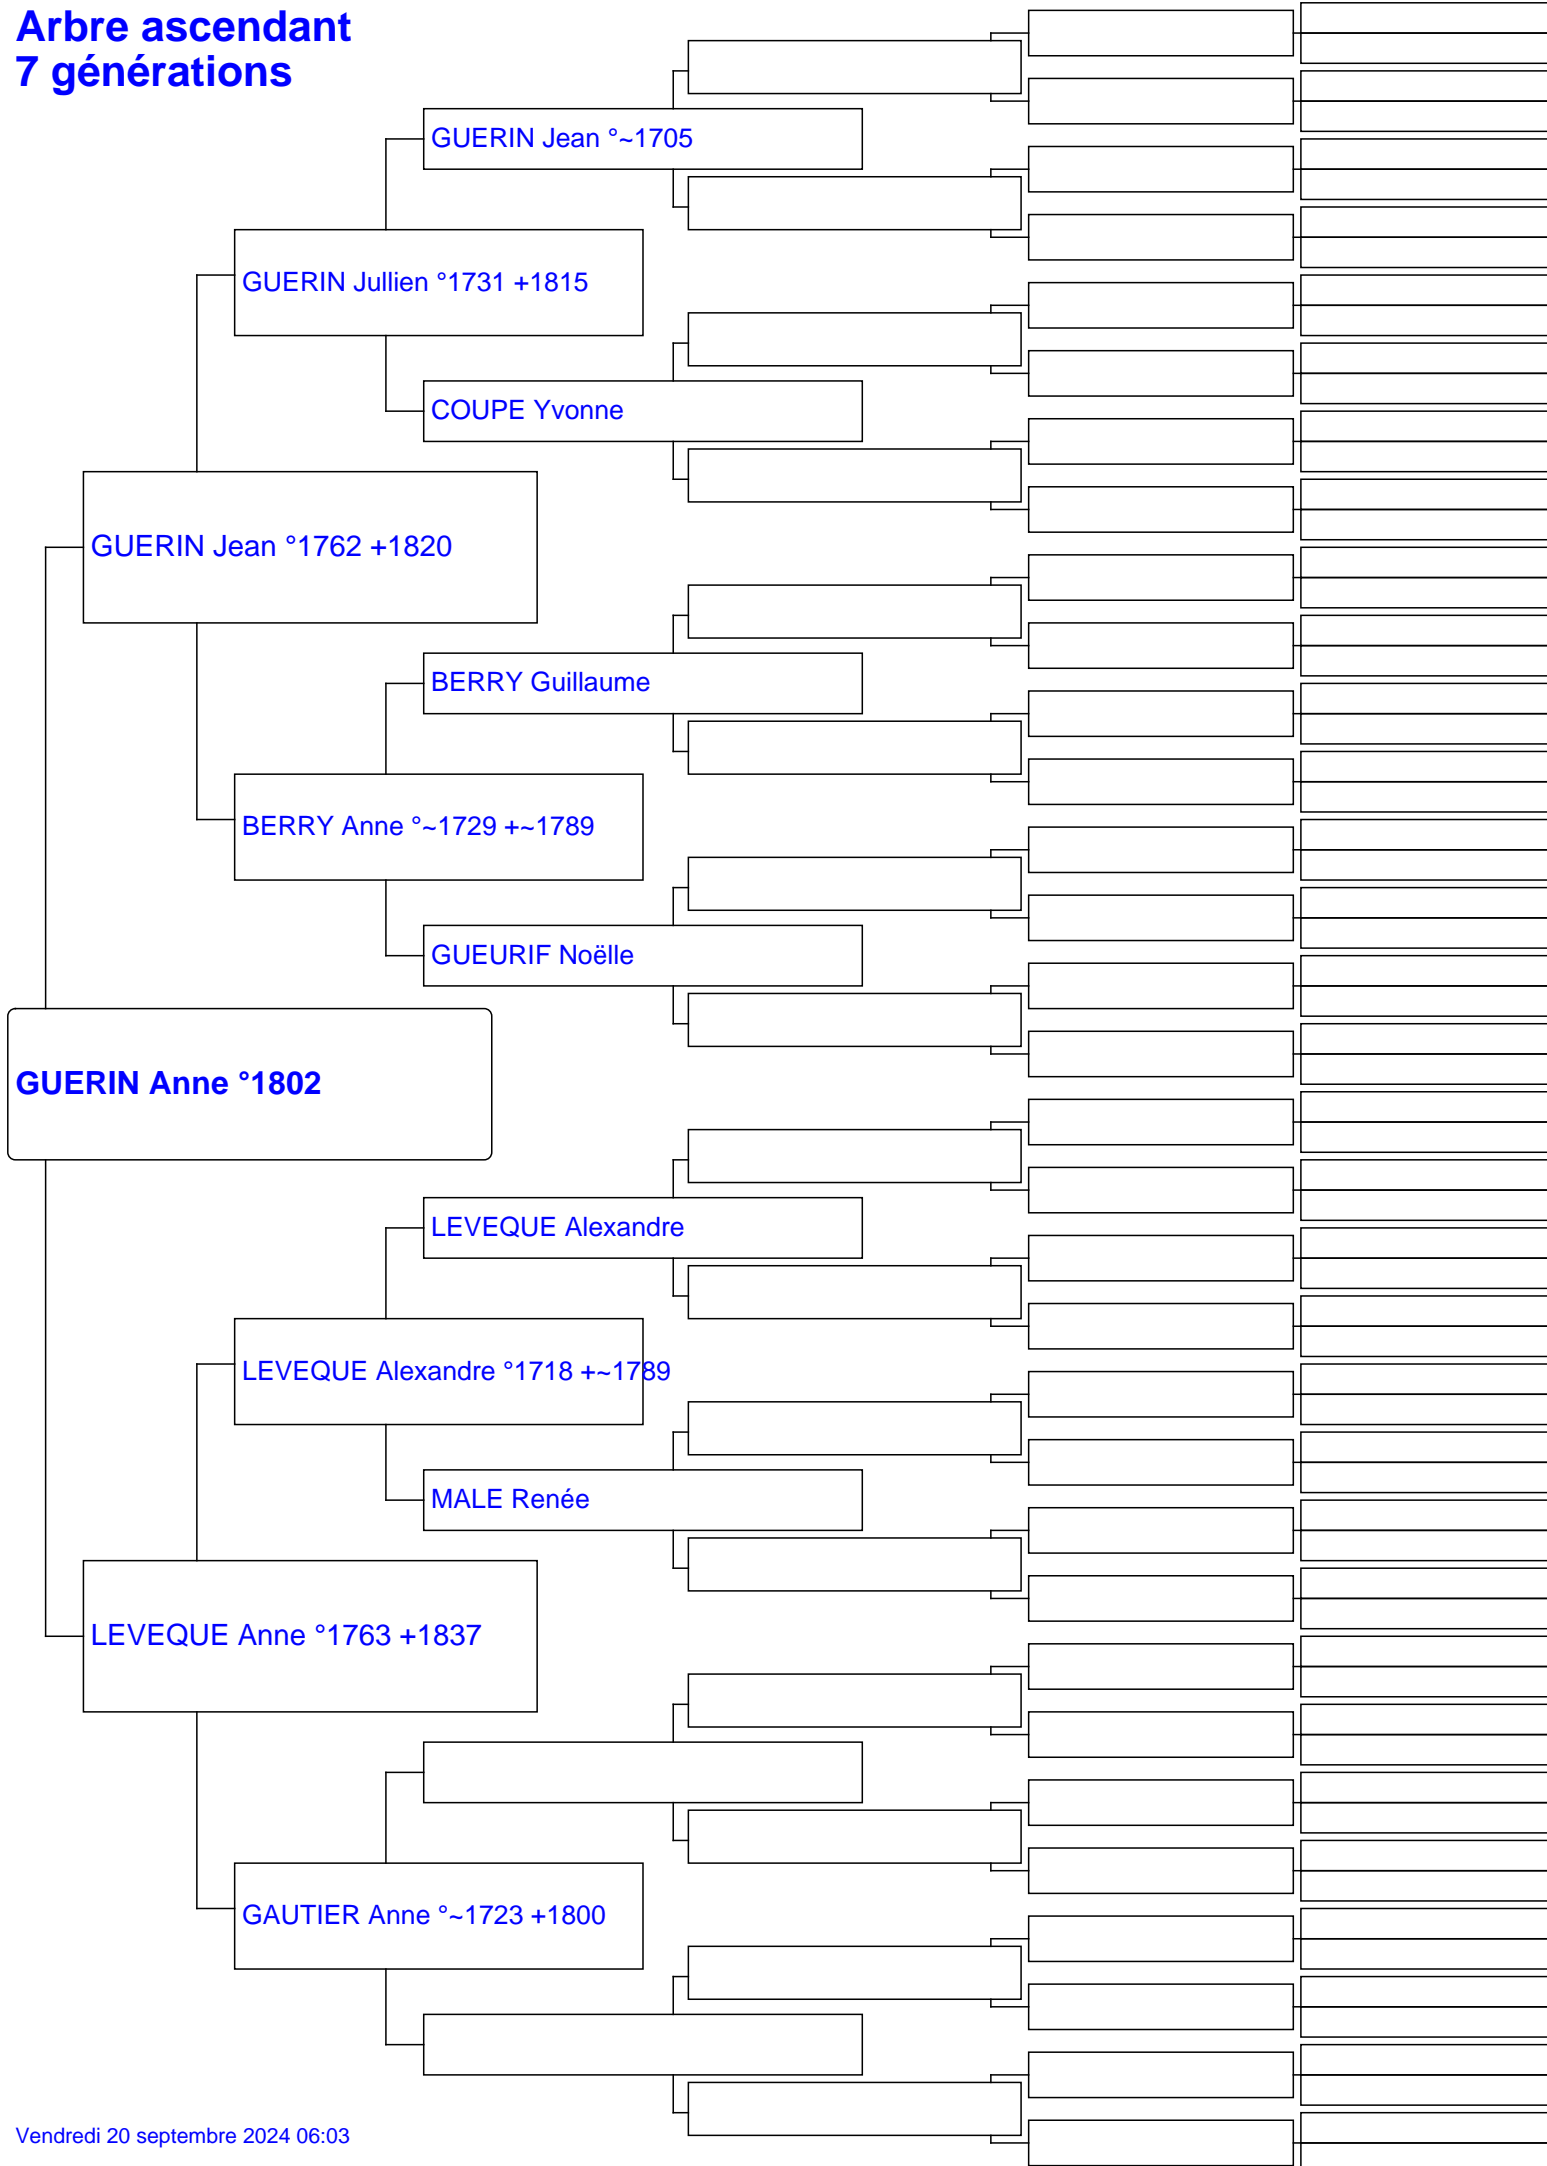 Arbre ascendant
7 générations
GUERIN Jean °~1705
GUERIN Jullien °1731 +1815
COUPE Yvonne
GUERIN Jean °1762 +1820
BERRY Guillaume
BERRY Anne °~1729 +~1789
GUEURIF Noëlle
GUERIN Anne °1802
LEVEQUE Alexandre
LEVEQUE Alexandre °1718 +~1789
MALE Renée
LEVEQUE Anne °1763 +1837
GAUTIER Anne °~1723 +1800
Vendredi 20 septembre 2024 06:03